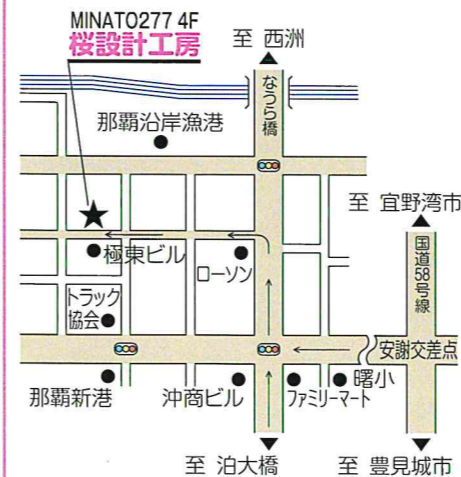 MINATO277 4F
桜設計工房
至 西洲
なうら橋
那覇沿岸漁港
至 宜野湾市
国道58号線
極東ビル
ローソン
トラック
協会
安謝交差点
那覇新港
沖商ビル
ファミリーマート
曙小
至 泊大橋
至 豊見城市